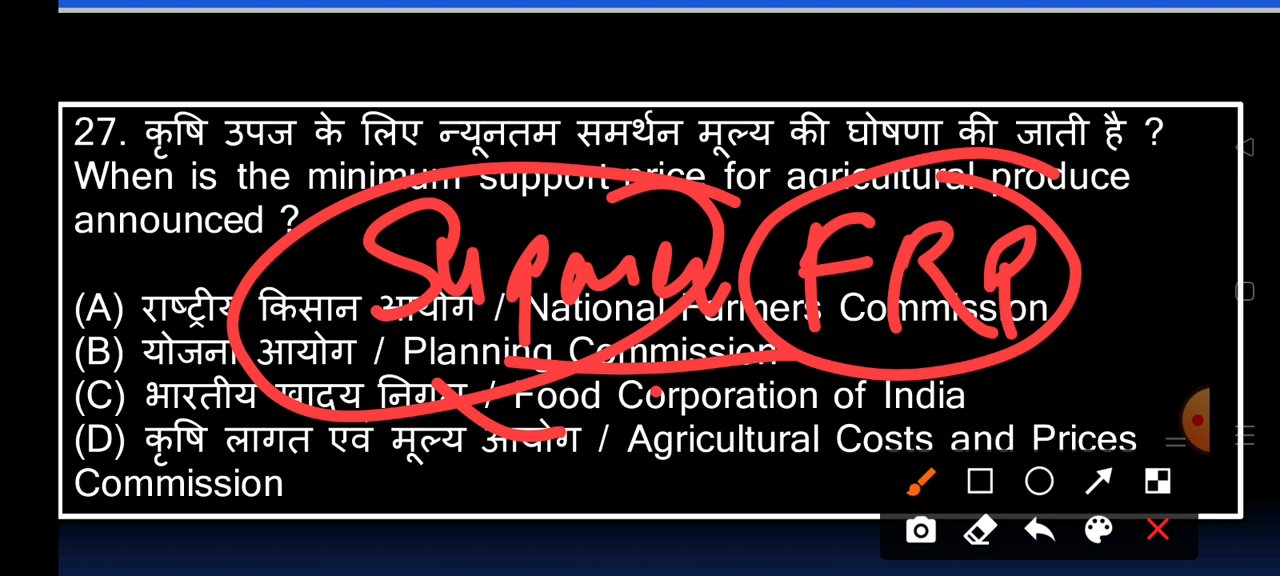 27. कृषि उपज के लिए न्यूनतम समर्थन मूल्य की घोषणा की जाती है ?
When is the minimum support price for agricultural produce
announced ?
FRP
(A) राष्ट्रीय किसान आयोग / National Farmers Commission
(B) योजना आयोग / Planning Commission
(C) भारतीय खादय निगम / Food Corporation of India
(D) कृषि लागत एवं मूल्य आयोग / Agricultural Costs and Prices
Commission